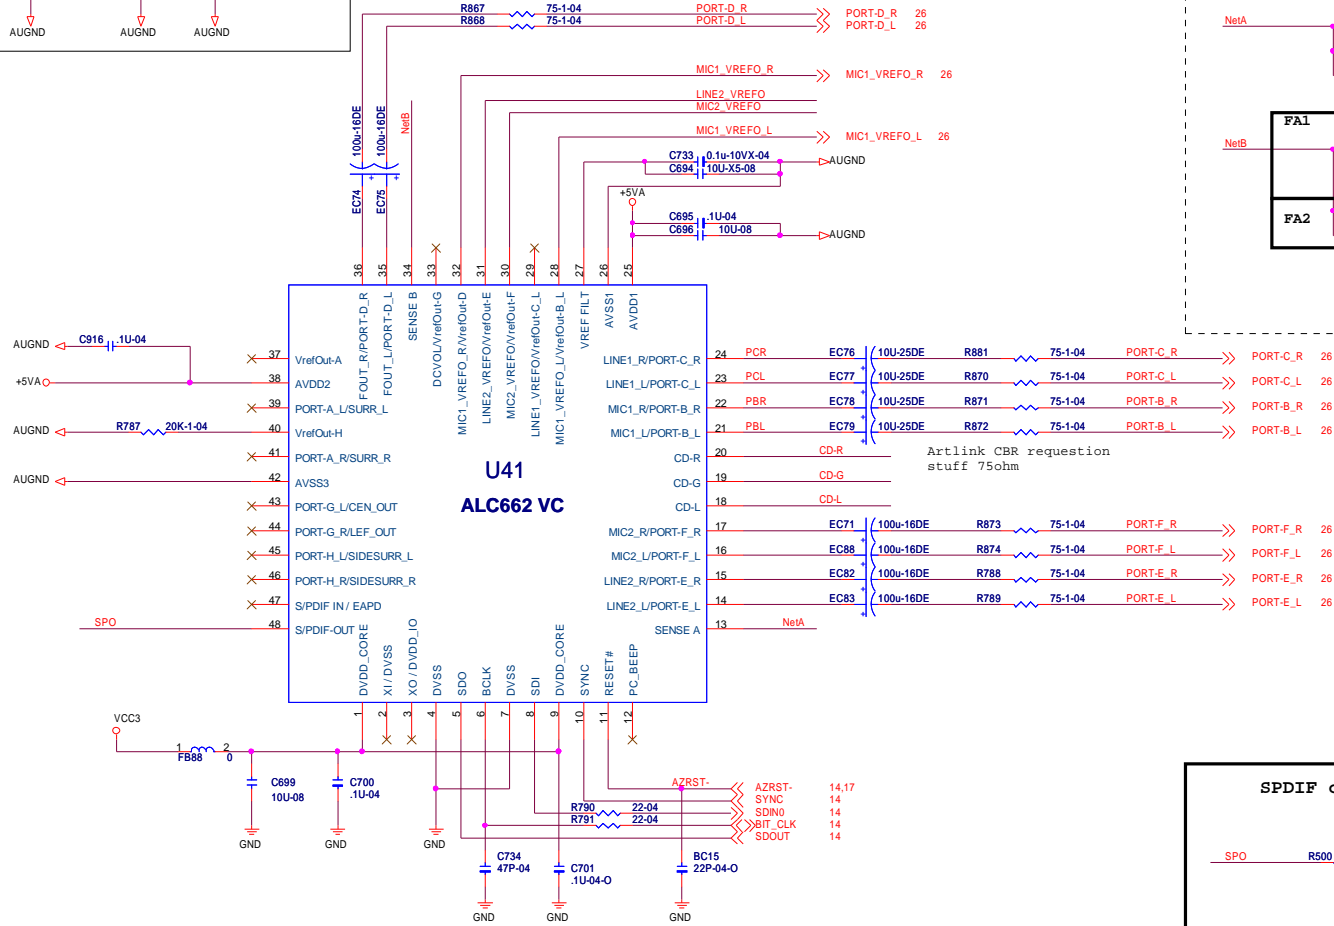 R867 75-1-04 PORT-D_R PORT-D_R 26
R868 75-1-04 PORT-D_L PORT-D_L 26
AUGND AUGND AUGND
NetA
MIC1_VREFO_R MIC1_VREFO_R 26
LINE2_VREFO
MIC2_VREFO
100u-16DE 100u-16DE NetB
MIC1_VREFO_L MIC1_VREFO_L 26
FA1
NetB
C733 0.1u-10VX-04 AUGND
C694 10U-X5-08
+5VA
EC74 EC75
C695 .1U-04
C696 10U-08 AUGND
FA2
36 35 34 33 32 31 30 29 28 27 26 25
FOUT_R/PORT-D_R
FOUT_L/PORT-D_L
SENSE B
DCVOL/VrefOut-G
MIC1_VREFO_R/VrefOut-D
LINE2_VREFO/VrefOut-E
MIC2_VREFO/VrefOut-F
LINE1_VREFO/VrefOut-C_L
MIC1_VREFO_L/VrefOut-B_L
VREF FILT
AVSS1
AVDD1
AUGND C916 .1U-04
37 VrefOut-A
+5VA 38 AVDD2
39 PORT-A_L/SURR_L
AUGND R787 20K-1-04 40 VrefOut-H
41 PORT-A_R/SURR_R
AUGND 42 AVSS3
43 PORT-G_L/CEN_OUT
44 PORT-G_R/LEF_OUT
45 PORT-H_L/SIDESURR_L
46 PORT-H_R/SIDESURR_R
47 S/PDIF IN / EAPD
SPO 48 S/PDIF-OUT
U41
ALC662 VC
LINE1_R/PORT-C_R 24 PCR EC76 10U-25DE R881 75-1-04 PORT-C_R PORT-C_R 26
LINE1_L/PORT-C_L 23 PCL EC77 10U-25DE R870 75-1-04 PORT-C_L PORT-C_L 26
MIC1_R/PORT-B_R 22 PBR EC78 10U-25DE R871 75-1-04 PORT-B_R PORT-B_R 26
MIC1_L/PORT-B_L 21 PBL EC79 10U-25DE R872 75-1-04 PORT-B_L PORT-B_L 26
CD-R 20 CD-R
Artlink CBR requestion
stuff 75ohm
CD-G 19 CD-G
CD-L 18 CD-L
MIC2_R/PORT-F_R 17 EC71 100u-16DE R873 75-1-04 PORT-F_R PORT-F_R 26
MIC2_L/PORT-F_L 16 EC88 100u-16DE R874 75-1-04 PORT-F_L PORT-F_L 26
LINE2_R/PORT-E_R 15 EC82 100u-16DE R788 75-1-04 PORT-E_R PORT-E_R 26
LINE2_L/PORT-E_L 14 EC83 100u-16DE R789 75-1-04 PORT-E_L PORT-E_L 26
SENSE A 13 NetA
DVDD_CORE
XI / DVSS
XO / DVDD_IO
DVSS
SDO
BCLK
DVSS
SDI
DVDD_CORE
SYNC
RESET#
PC_BEEP
1 2 3 4 5 6 7 8 9 10 11 12
VCC3
1 2
FB88 0
C699
10U-08
C700
.1U-04
AZRST- AZRST- 14,17
SYNC 14
R790 22-04 SDIN0 14
R791 22-04 BIT_CLK 14
SDOUT 14
GND GND GND
C734
47P-04
C701
.1U-04-O
BC15
22P-04-O
GND GND GND
SPDIF
SPO R500